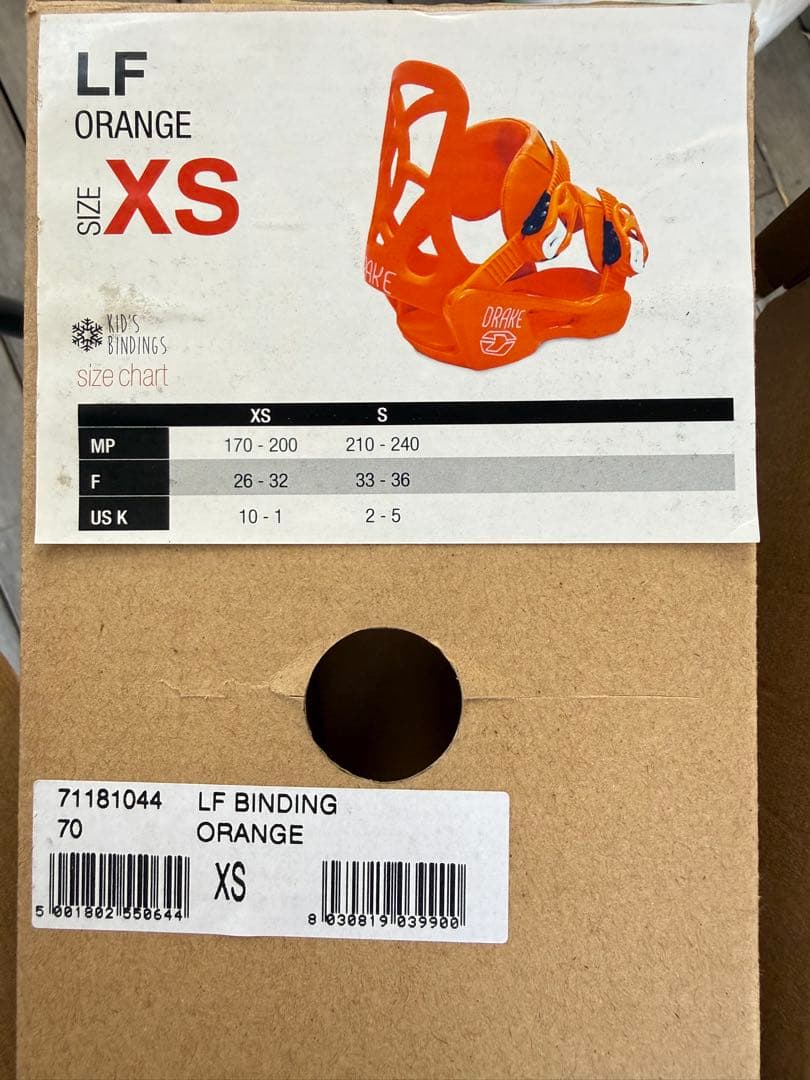 LF
ORANGE
SIZE XS
DRAKE
KID'S
BINDINGS
size chart
XS S
MP 170 - 200 210 - 240
F 26 - 32 33 - 36
US K 10 - 1 2 - 5
71181044 LF BINDING
70 ORANGE
XS
5 001802 550644
8 030819 039900